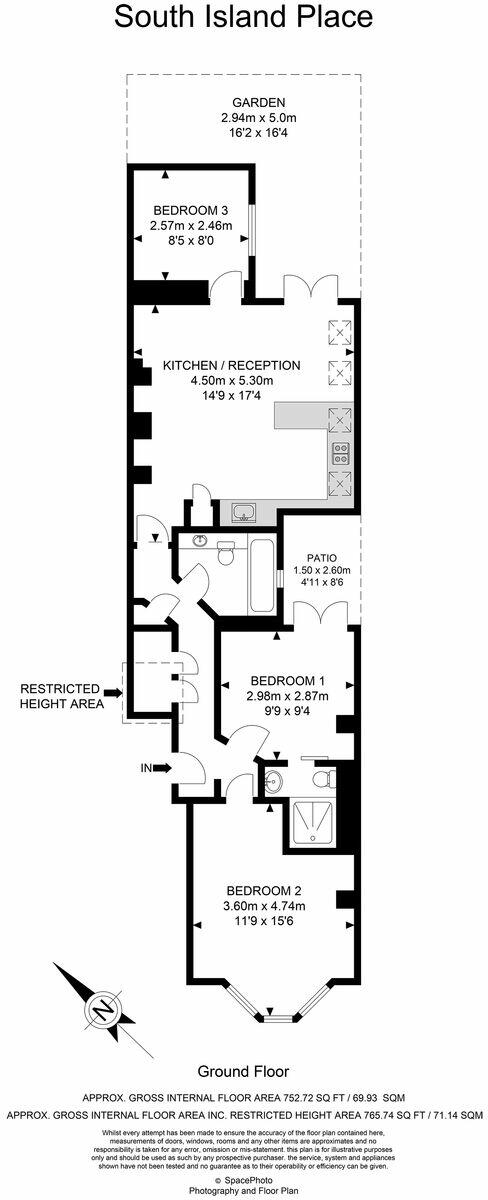 South Island Place
GARDEN
2.94m x 5.0m
16'2 x 16'4
BEDROOM 3
2.57m x 2.46m
8'5 x 8'0
KITCHEN / RECEPTION
4.50m x 5.30m
14'9 x 17'4
PATIO
1.50 x 2.60m
4'11 x 8'6
BEDROOM 1
2.98m x 2.87m
9'9 x 9'4
RESTRICTED
HEIGHT AREA
IN
BEDROOM 2
3.60m x 4.74m
11'9 x 15'6
N
Ground Floor
APPROX. GROSS INTERNAL FLOOR AREA 752.72 SQ FT / 69.93 SQM
APPROX. GROSS INTERNAL FLOOR AREA INC. RESTRICTED HEIGHT AREA 765.74 SQ FT / 71.14 SQM
Whilst every attempt has been made to ensure the accuracy of the floor plan contained here,
measurements of doors, windows, rooms and any other items are approximates and no
responsibility is taken for any error, omission or mis-statement. this plan is for illustrative purposes
only and should be used as such by any prospective purchaser. the service, system and appliances
shown have not been tested and no guarantee as to their operability or efficiency can be given.
© SpacePhoto
Photography and Floor Plan